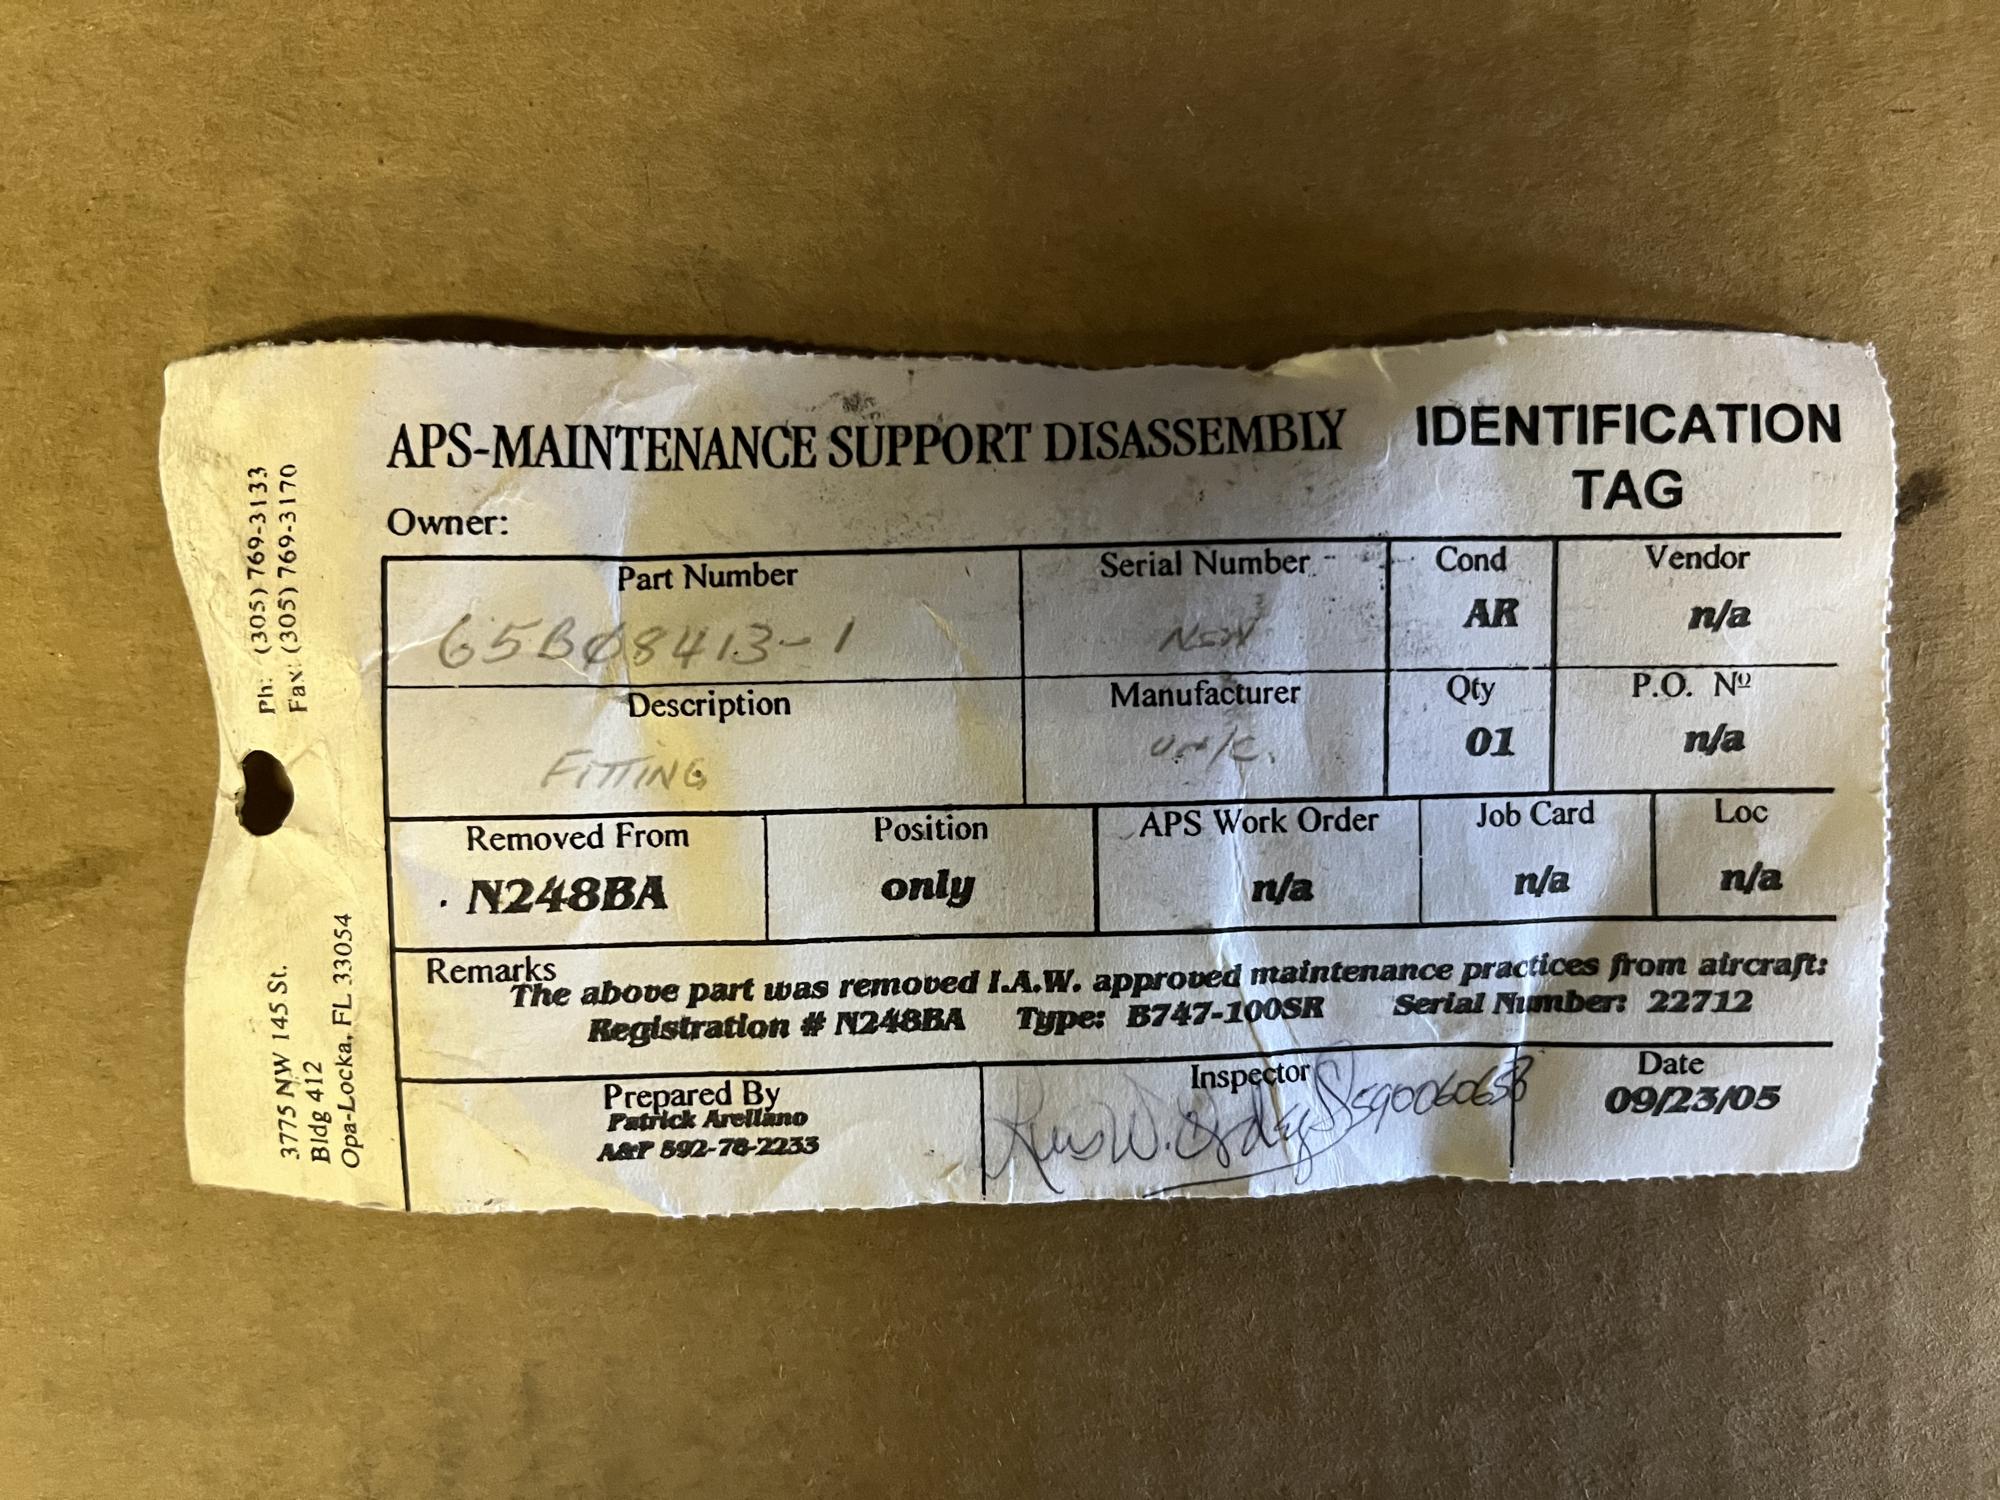 APS-MAINTENANCE SUPPORT DISASSEMBLY
IDENTIFICATION
TAG
Owner:
Part Number
65B08413-1
Serial Number
NSN
Cond
AR
Vendor
n/a
Description
FITTING
Manufacturer
Qty
01
P.O. Nº
n/a
Removed From
N248BA
Position
only
APS Work Order
n/a
Job Card
n/a
Loc
n/a
Remarks
The above part was removed I.A.W. approved maintenance practices from aircraft:
Registration # N248BA Type: B747-100SR Serial Number: 22712
Prepared By
Patrick Arellano
A&P 592-78-2233
Inspector
Date
09/23/05
Ph: (305) 769-3133
Fax: (305) 769-3170
3775 NW 145 St.
Bldg 412
Opa-Locka, FL 33054